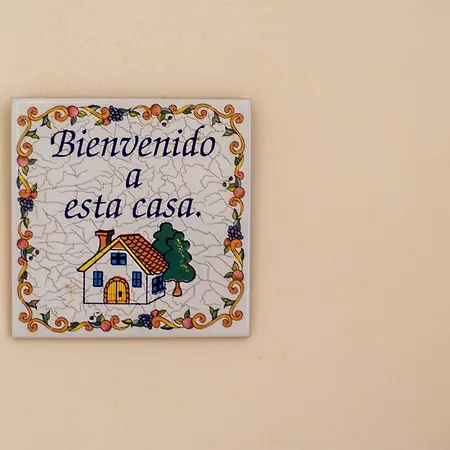 Bienvenido
a
esta casa.